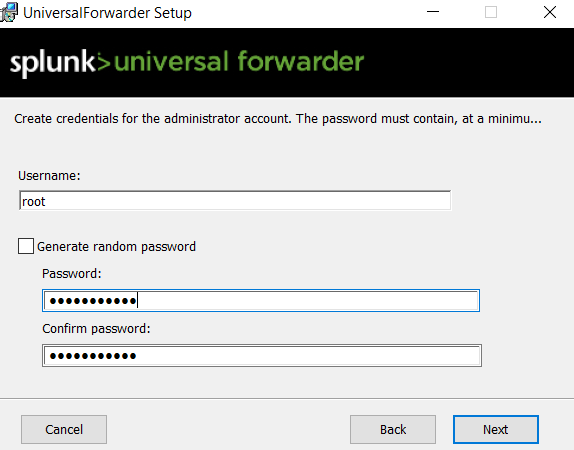 UniversalForwarder Setup
splunk>universal forwarder
Create credentials for the administrator account. The password must contain, at a minimu...
Username:
root
Generate random password
Password:
●●●●●●●●●●●
Confirm password:
●●●●●●●●●●●
Cancel
Back
Next